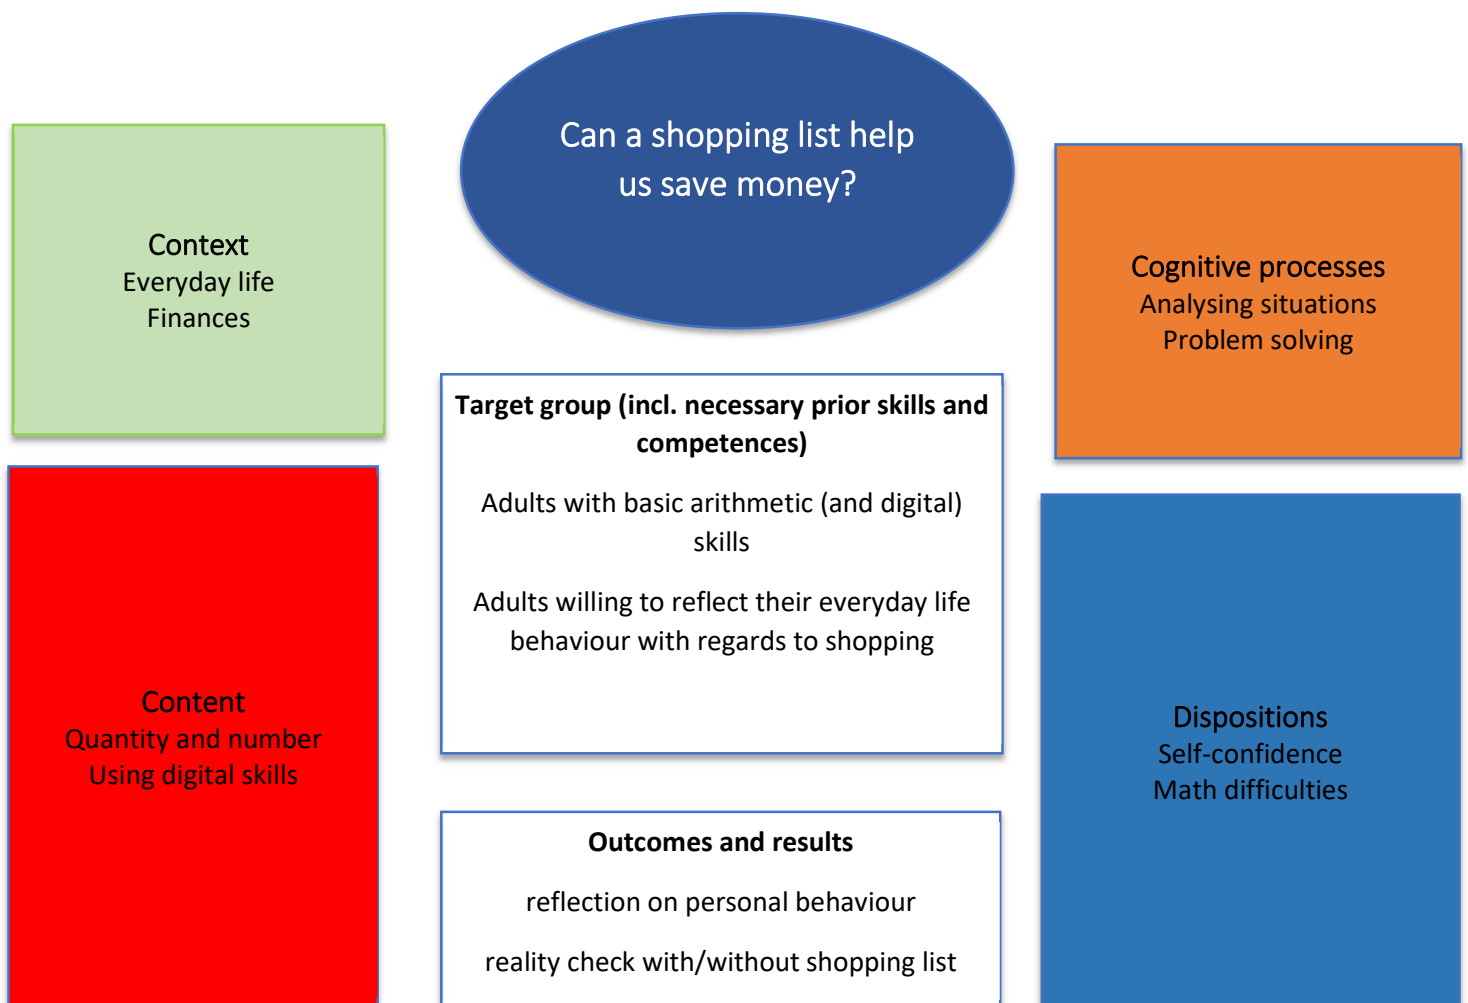 Can a shopping list help
us save money?
Context
Everyday life
Finances
Cognitive processes
Analysing situations
Problem solving
Target group (incl. necessary prior skills and
competences)
Adults with basic arithmetic (and digital)
skills
Adults willing to reflect their everyday life
behaviour with regards to shopping
Content
Quantity and number
Using digital skills
Dispositions
Self-confidence
Math difficulties
Outcomes and results
reflection on personal behaviour
reality check with/without shopping list